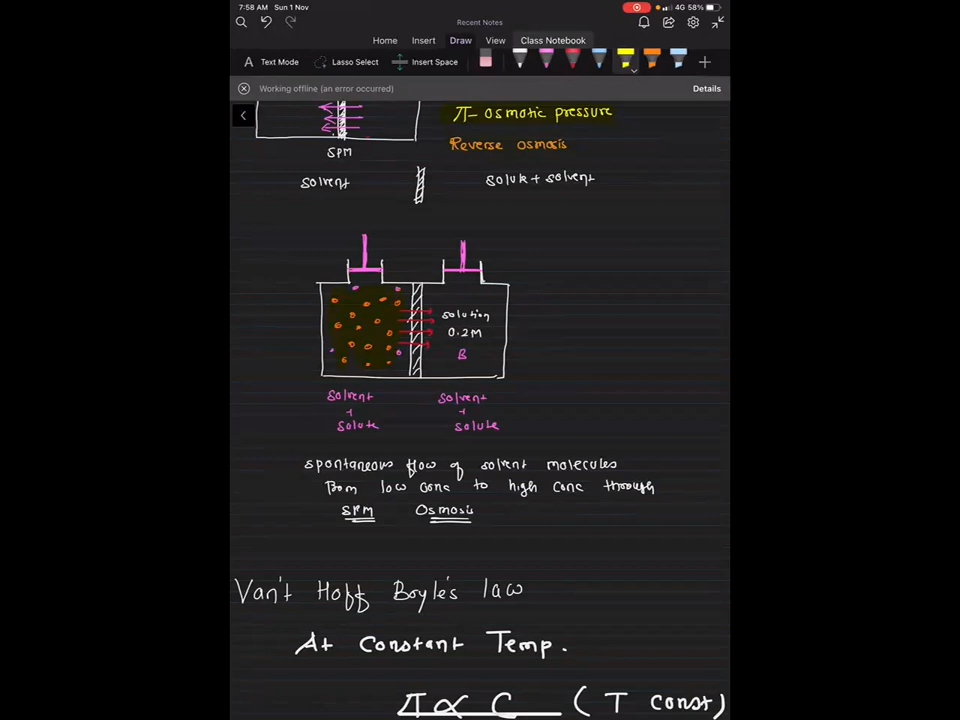 7:58 AM Sun 1 Nov
4G 58%
Recent Notes
Home Insert Draw View Class Notebook
Text Mode Lasso Select Insert Space
Working offline (an error occurred) Details
π- osmotic pressure
Reverse osmosis
SPM
solvent solute + solvent
solution
0.2M
B
solvent solvent
+ +
solute solute
spontaneous flow of solvent molecules
from low conc to high conc through
SPM Osmosis
Van't Hoff Boyle's law
At Constant Temp.
π ∝ C (T const)